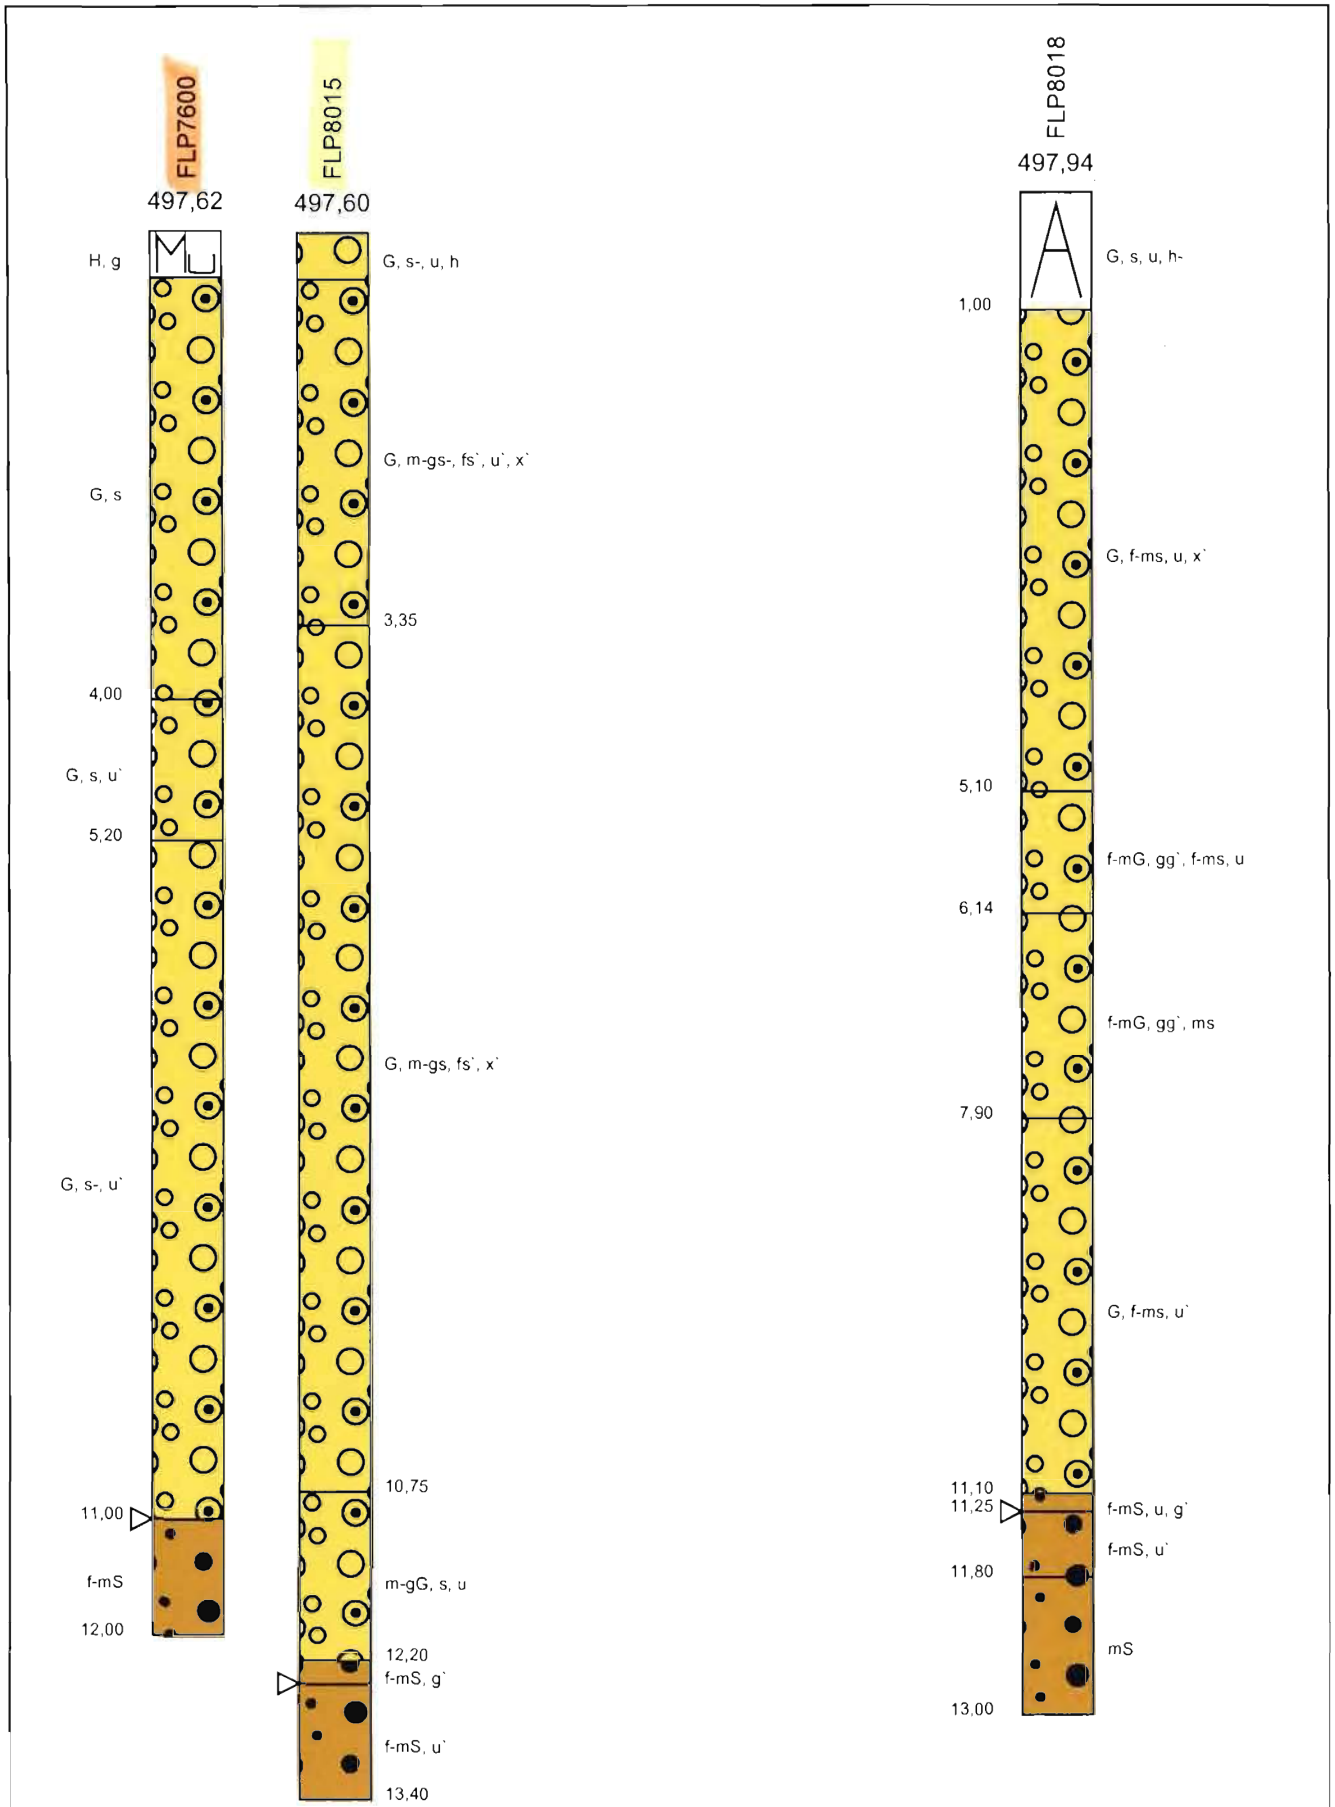 FLP7600
497,62
Mu
H, g
G, s
4,00
G, s, u`
5,20
G, s-, u`
11,00
f-mS
12,00
FLP8015
497,60
G, s-, u, h
G, m-gs-, fs`, u`, x`
3,35
G, m-gs, fs`, x`
10,75
m-gG, s, u
12,20
f-mS, g`
f-mS, u`
13,40
FLP8018
497,94
A
G, s, u, h-
1,00
G, f-ms, u, x`
5,10
f-mG, gg`, f-ms, u
6,14
f-mG, gg`, ms
7,90
G, f-ms, u`
11,10
11,25
f-mS, u, g`
f-mS, u`
11,80
mS
13,00